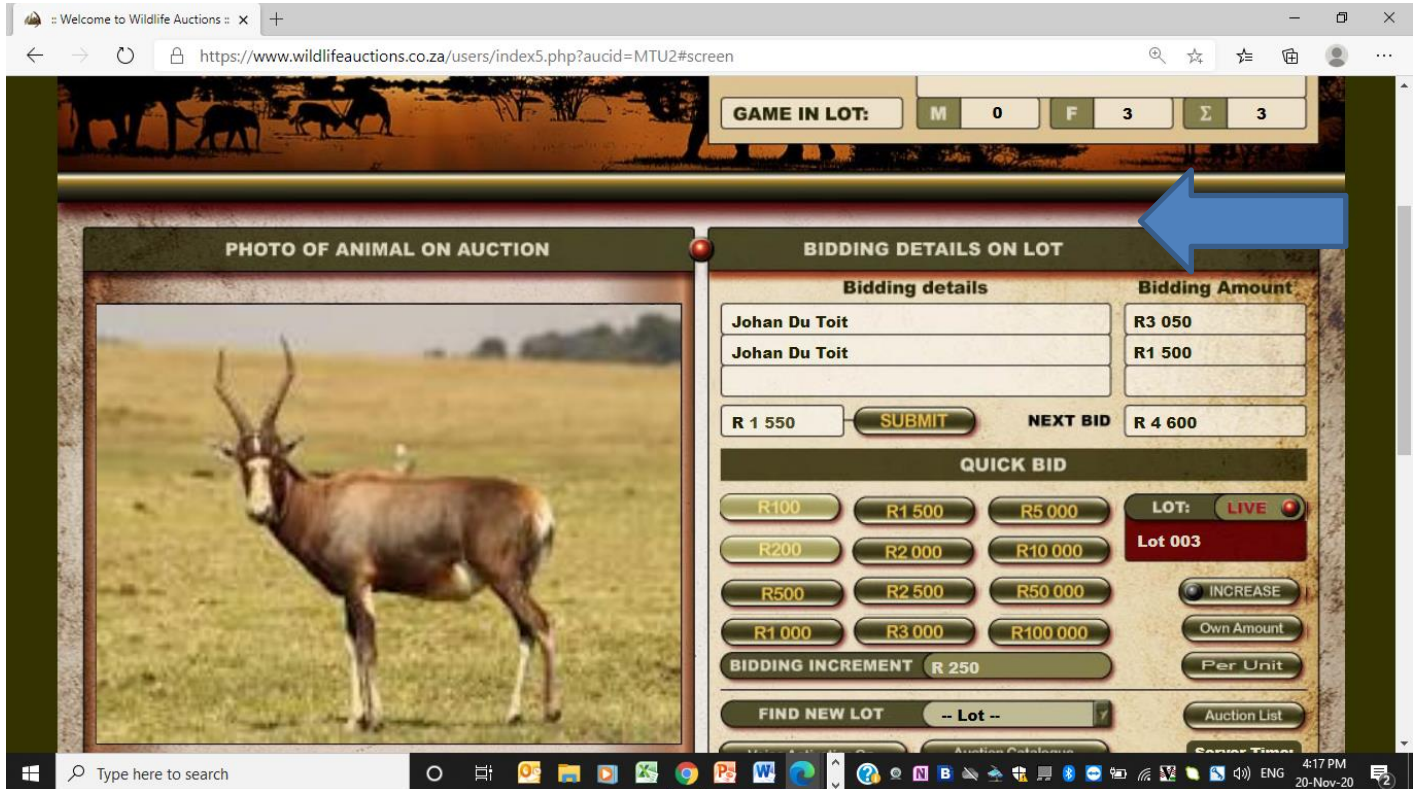 :: Welcome to Wildlife Auctions ::
https://www.wildlifeauctions.co.za/users/index5.php?aucid=MTU2#screen
GAME IN LOT: M 0 F 3 Σ 3
PHOTO OF ANIMAL ON AUCTION
BIDDING DETAILS ON LOT
Bidding details Bidding Amount
Johan Du Toit R3 050
Johan Du Toit R1 500
R 1 550 SUBMIT NEXT BID R 4 600
QUICK BID
R100 R1 500 R5 000 LOT: LIVE
R200 R2 000 R10 000 Lot 003
R500 R2 500 R50 000 INCREASE
R1 000 R3 000 R100 000 Own Amount
BIDDING INCREMENT R 250 Per Unit
FIND NEW LOT -- Lot -- Auction List
Auction Catalogue Server Time:
Type here to search
ENG 4:17 PM
20-Nov-20
2